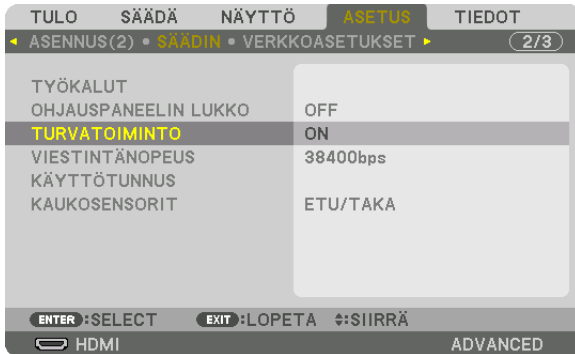 TULO SÄÄDÄ NÄYTTÖ ASETUS TIEDOT
ASENNUS(2) • SÄÄDIN • VERKKOASETUKSET 2/3
TYÖKALUT
OHJAUSPANEELIN LUKKO OFF
TURVATOIMINTO ON
VIESTINTÄNOPEUS 38400bps
KÄYTTÖTUNNUS
KAUKOSENSORIT ETU/TAKA
ENTER :SELECT EXIT :LOPETA :SIIRRÄ
HDMI ADVANCED